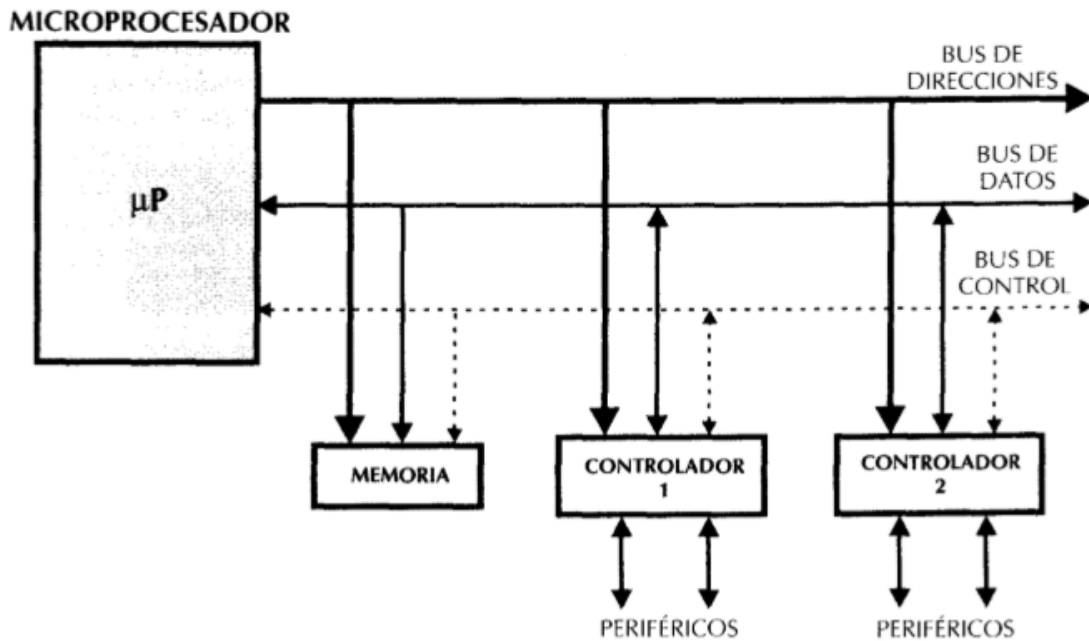 MICROPROCESADOR
BUS DE
DIRECCIONES
μP
BUS DE
DATOS
BUS DE
CONTROL
MEMORIA
CONTROLADOR
1
CONTROLADOR
2
PERIFÉRICOS
PERIFÉRICOS